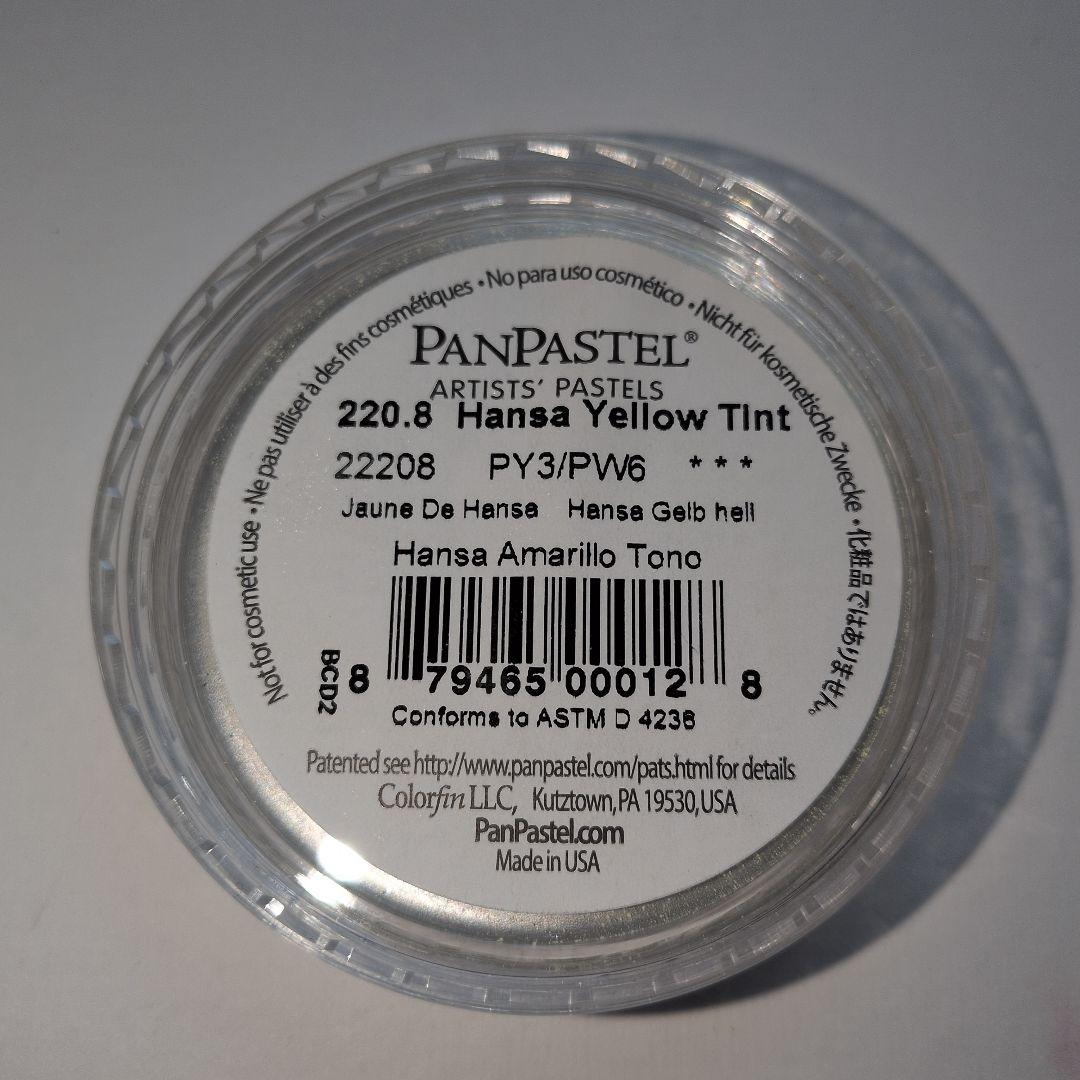 Not for cosmetic use • Ne pas utiliser à des fins cosmétiques • No para uso cosmético • Nicht für kosmetische Zwecke • 化粧品ではありません。
PANPASTEL®
ARTISTS' PASTELS
220.8 Hansa Yellow Tint
22208 PY3/PW6 ***
Jaune De Hansa Hansa Gelb hell
Hansa Amarillo Tono
BCD2
8 79465 00012 8
Conforms to ASTM D 4236
Patented see http://www.panpastel.com/pats.html for details
Colorfin LLC, Kutztown, PA 19530, USA
PanPastel.com
Made in USA